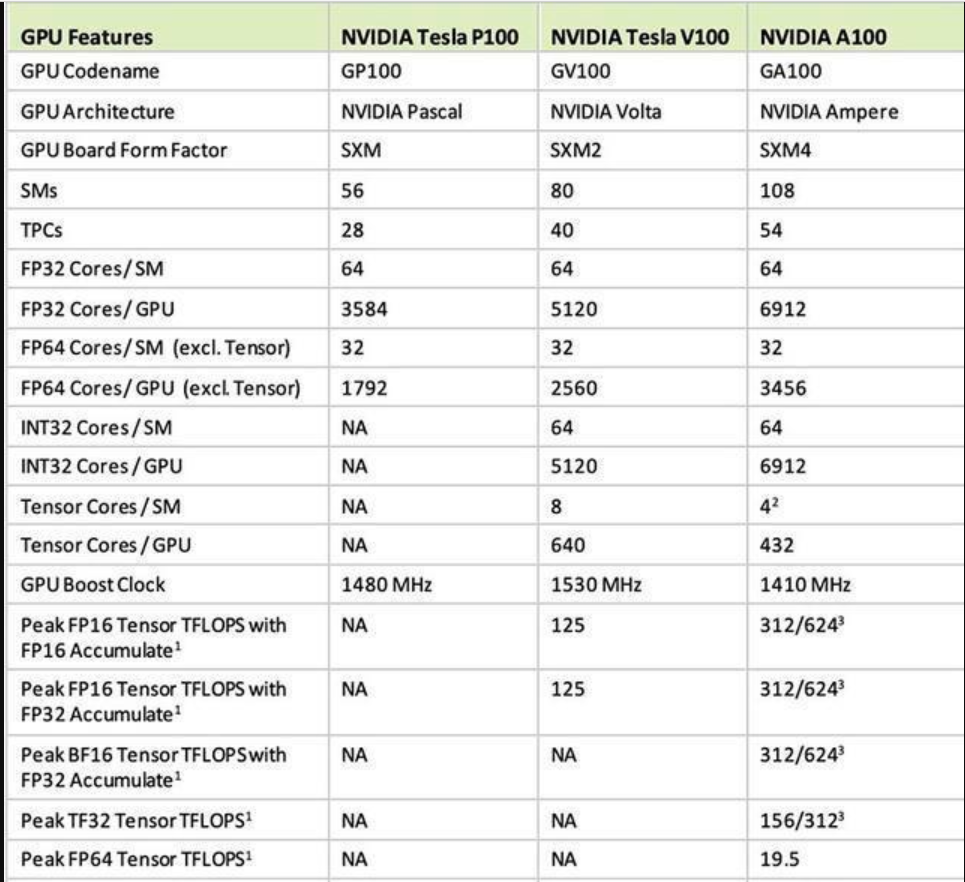 GPU Features NVIDIA Tesla P100 NVIDIA Tesla V100 NVIDIA A100
GPU Codename GP100 GV100 GA100
GPU Architecture NVIDIA Pascal NVIDIA Volta NVIDIA Ampere
GPU Board Form Factor SXM SXM2 SXM4
SMs 56 80 108
TPCs 28 40 54
FP32 Cores / SM 64 64 64
FP32 Cores / GPU 3584 5120 6912
FP64 Cores / SM (excl. Tensor) 32 32 32
FP64 Cores / GPU (excl. Tensor) 1792 2560 3456
INT32 Cores / SM NA 64 64
INT32 Cores / GPU NA 5120 6912
Tensor Cores / SM NA 8 4²
Tensor Cores / GPU NA 640 432
GPU Boost Clock 1480 MHz 1530 MHz 1410 MHz
Peak FP16 Tensor TFLOPS with NA 125 312/624³
FP16 Accumulate¹
Peak FP16 Tensor TFLOPS with NA 125 312/624³
FP32 Accumulate¹
Peak BF16 Tensor TFLOPS with NA NA 312/624³
FP32 Accumulate¹
Peak TF32 Tensor TFLOPS¹ NA NA 156/312³
Peak FP64 Tensor TFLOPS¹ NA NA 19.5